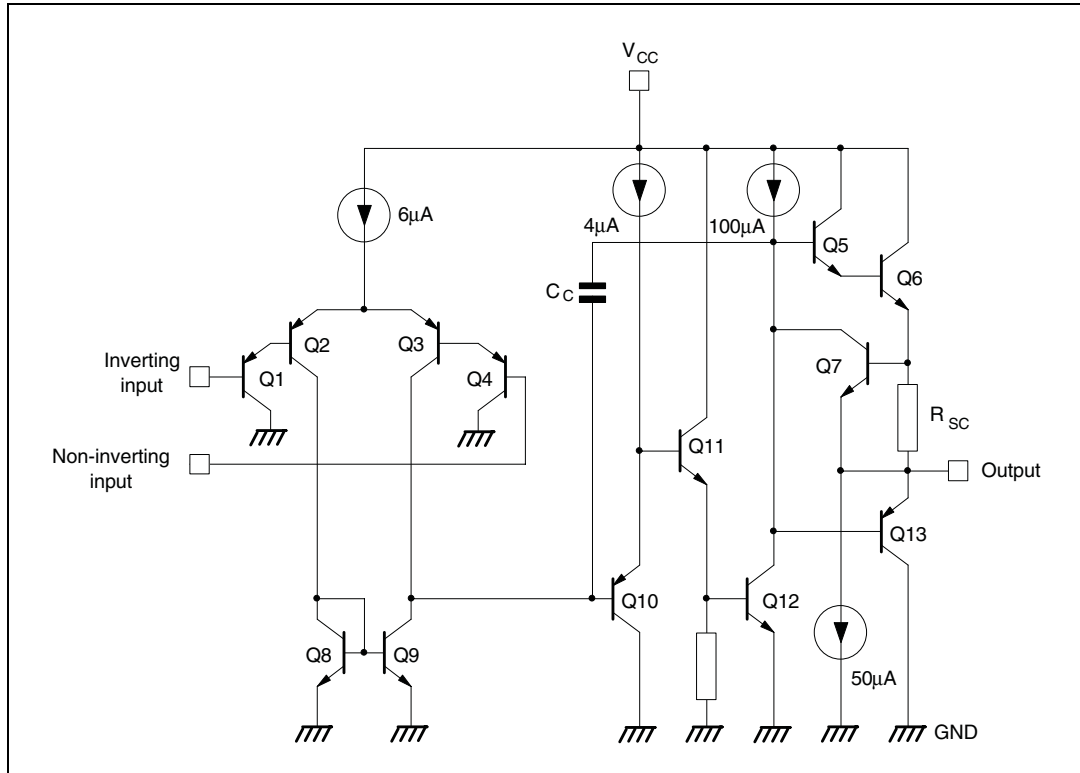 VCC
6µA
4µA
100µA
Q5
Q6
CC
Q2
Q3
Inverting
input
Q1
Q4
Q7
RSC
Non-inverting
input
Q11
Output
Q13
Q10
Q12
Q8
Q9
50µA
GND